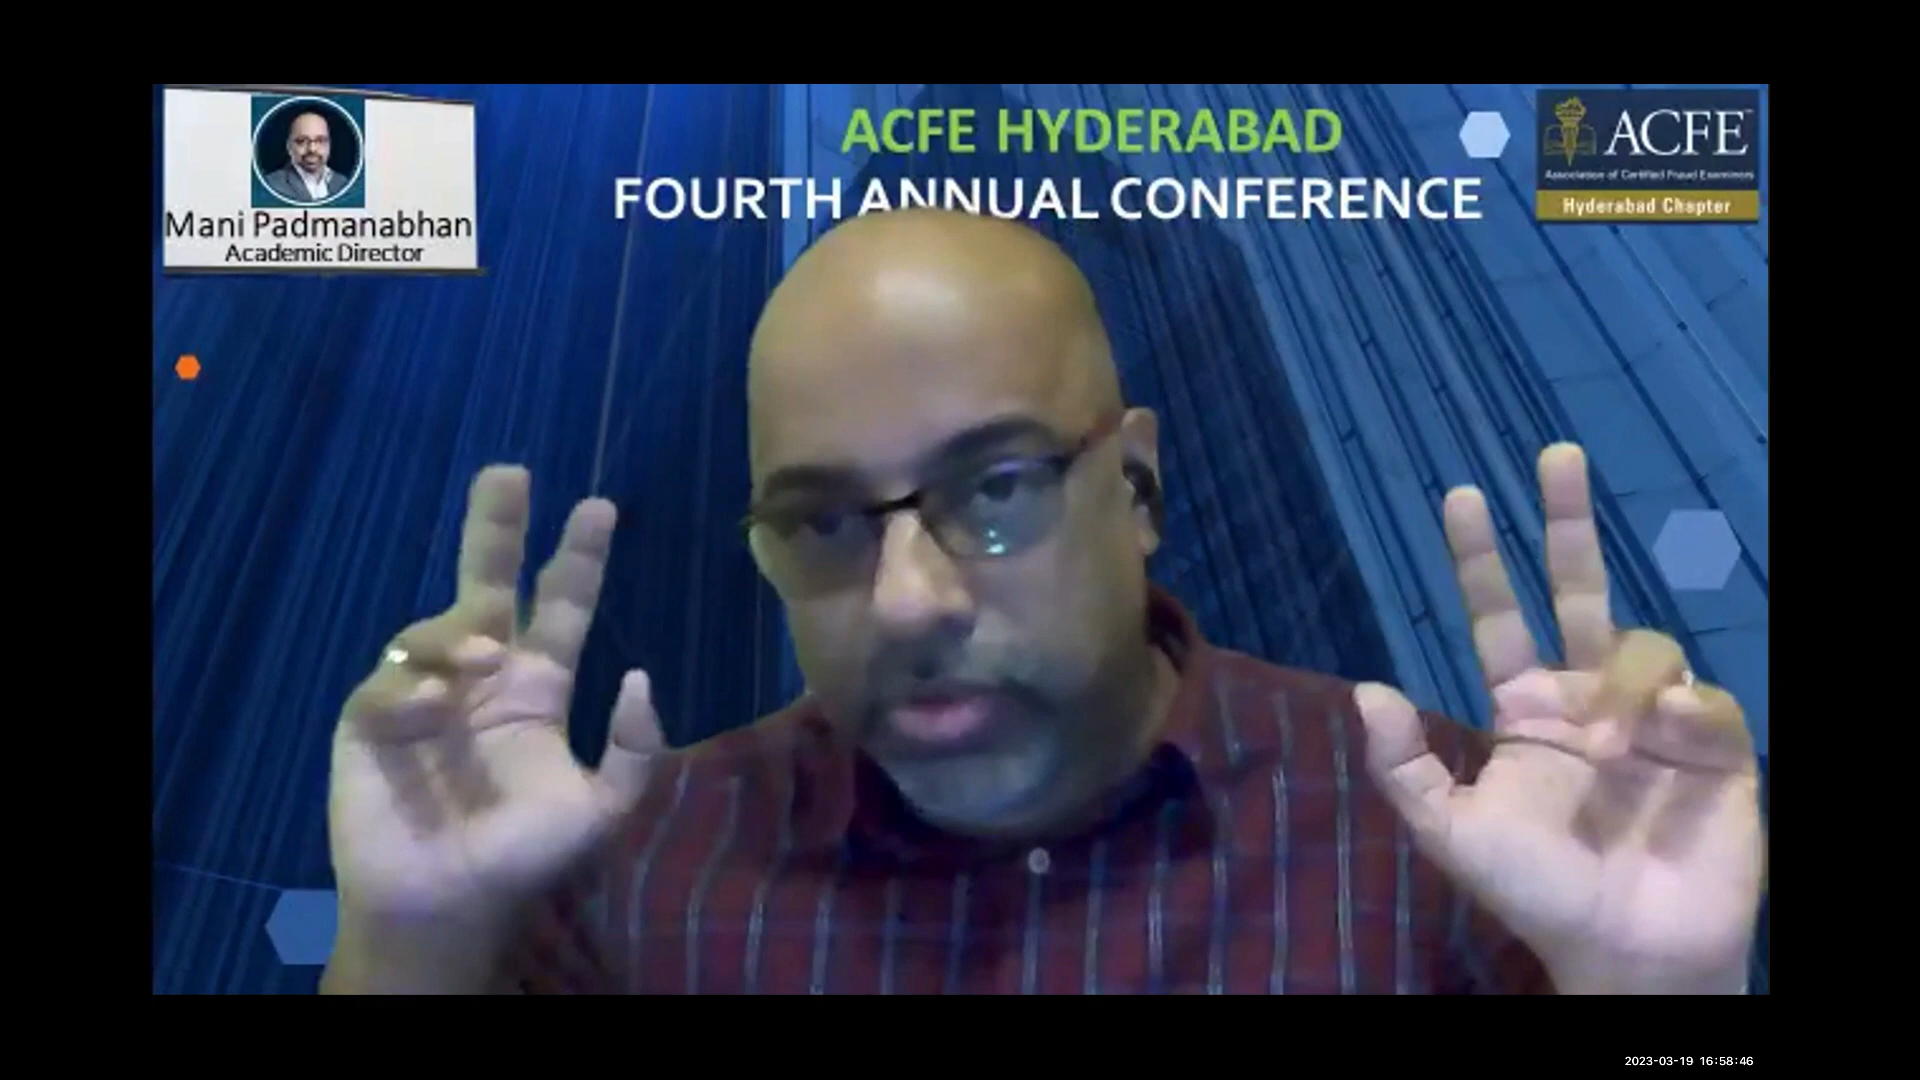 Mani Padmanabhan
Academic Director
ACFE HYDERABAD
FOURTH ANNUAL CONFERENCE
ACFE
Association of Certified Fraud Examiners
Hyderabad Chapter
2023-03-19 16:58:46